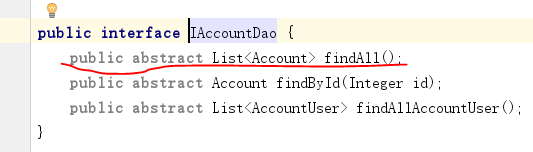 public interface IAccountDao {
public abstract List<Account> findAll();
public abstract Account findById(Integer id);
public abstract List<AccountUser> findAllAccountUser();
}